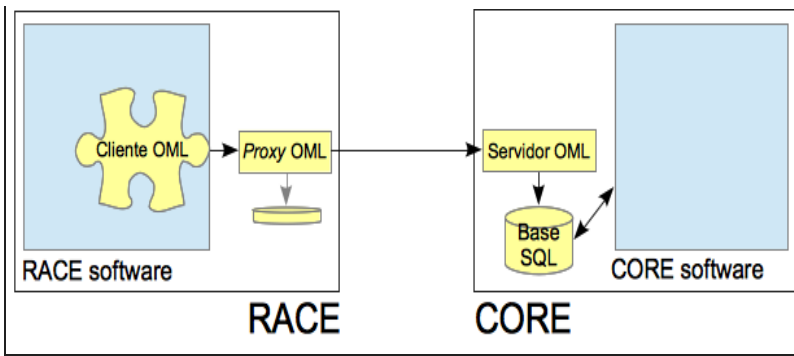 Cliente OML
Proxy OML
Servidor OML
Base
SQL
RACE software
CORE software
RACE
CORE